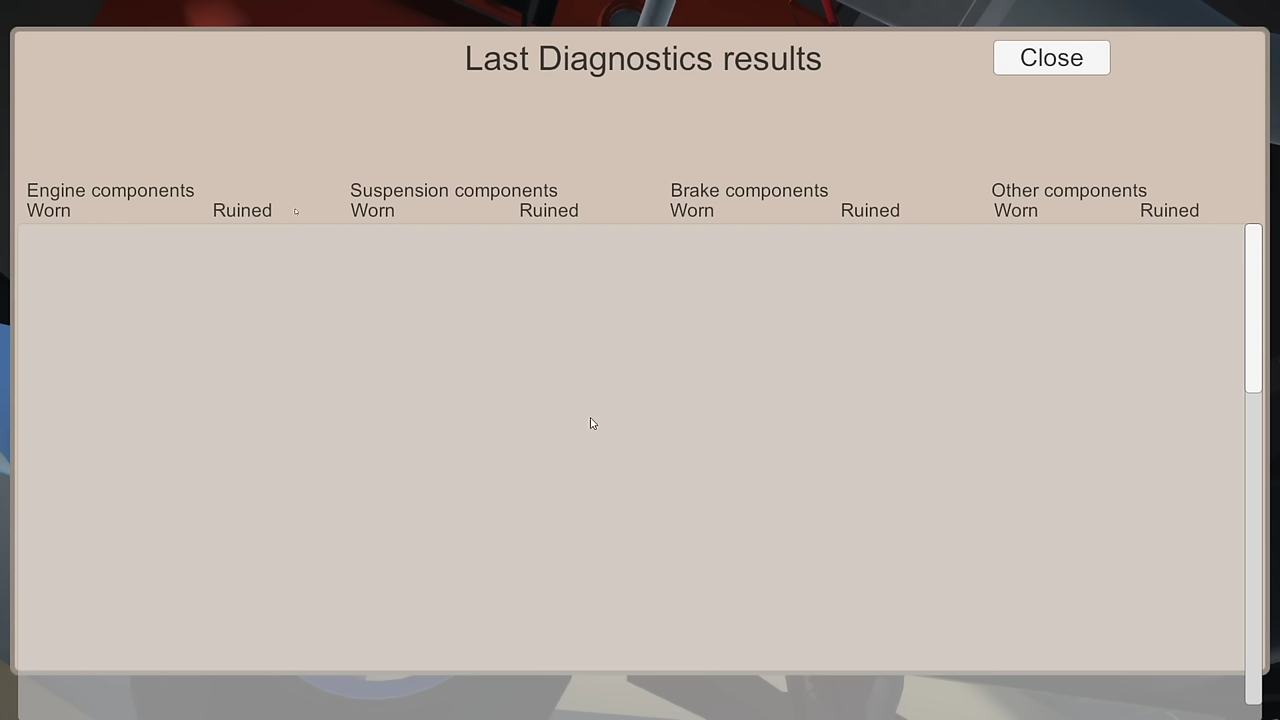 Last Diagnostics results
Close
Engine components
Suspension components
Brake components
Other components
Worn
Ruined
Worn
Ruined
Worn
Ruined
Worn
Ruined